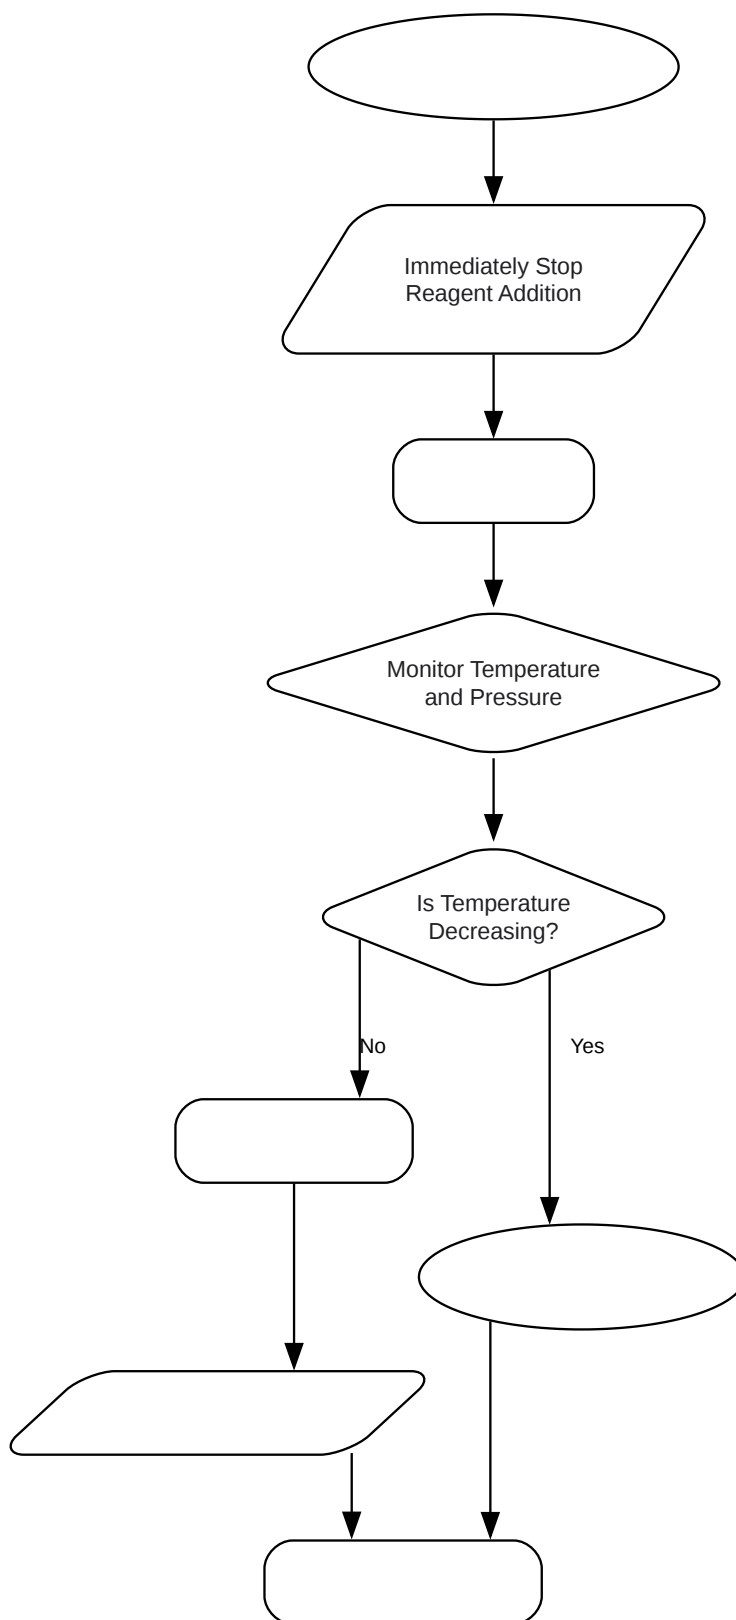 Immediately Stop
Reagent Addition
Monitor Temperature
and Pressure
Is Temperature
Decreasing?
No
Yes